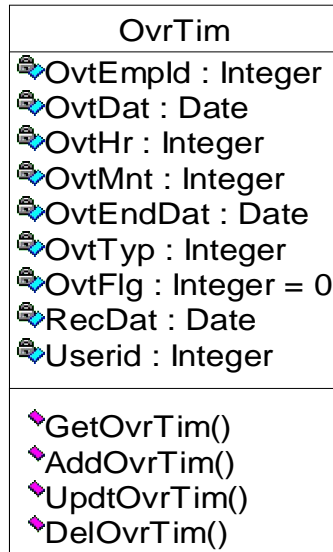 OvrTim
OvtEmpId : Integer
OvtDat : Date
OvtHr : Integer
OvtMnt : Integer
OvtEndDat : Date
OvtTyp : Integer
OvtFlg : Integer = 0
RecDat : Date
Userid : Integer
GetOvrTim()
AddOvrTim()
UpdtOvrTim()
DelOvrTim()